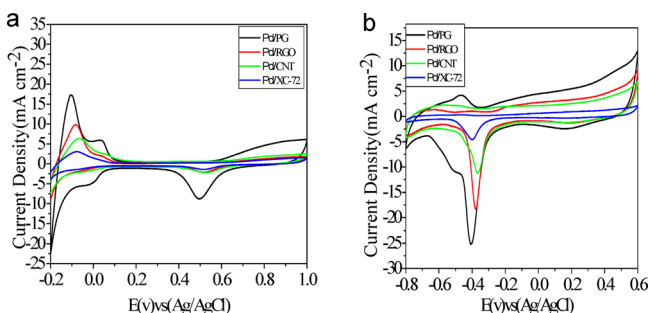 a
35
30
25
20
15
10
5
0
-5
-10
-15
-20
-25
-0.2 0.0 0.2 0.4 0.6 0.8 1.0
Current Density(mA cm-2)
E(v)vs(Ag/AgCl)
Pd/PG
Pd/RGO
Pd/CNT
Pd/XC-72
b
15
10
5
0
-5
-10
-15
-20
-25
-30
-0.8 -0.6 -0.4 -0.2 0.0 0.2 0.4 0.6
Current Density(mA cm-2)
E(v)vs(Ag/AgCl)
Pd/PG
Pd/RGO
Pd/CNT
Pd/XC-72